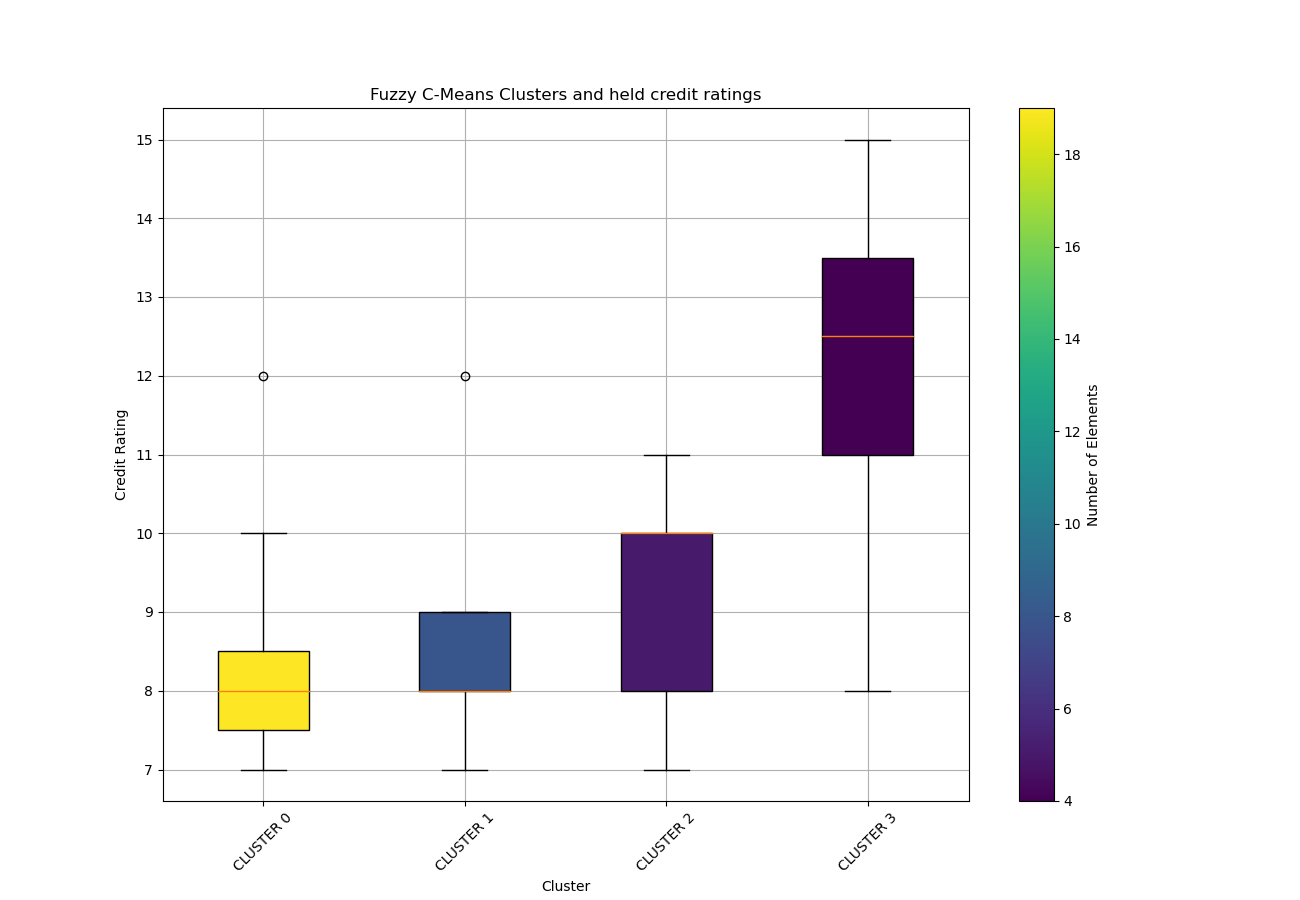 Fuzzy C-Means Clusters and held credit ratings
15
14
13
12
11
10
9
8
7
Credit Rating
CLUSTER 0
CLUSTER 1
CLUSTER 2
CLUSTER 3
Cluster
18
16
14
12
10
8
6
4
Number of Elements